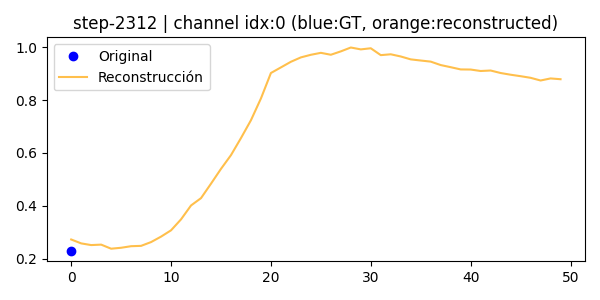 step-2312 | channel idx:0 (blue:GT, orange:reconstructed)
Original
Reconstrucción
1.0
0.8
0.6
0.4
0.2
0 10 20 30 40 50